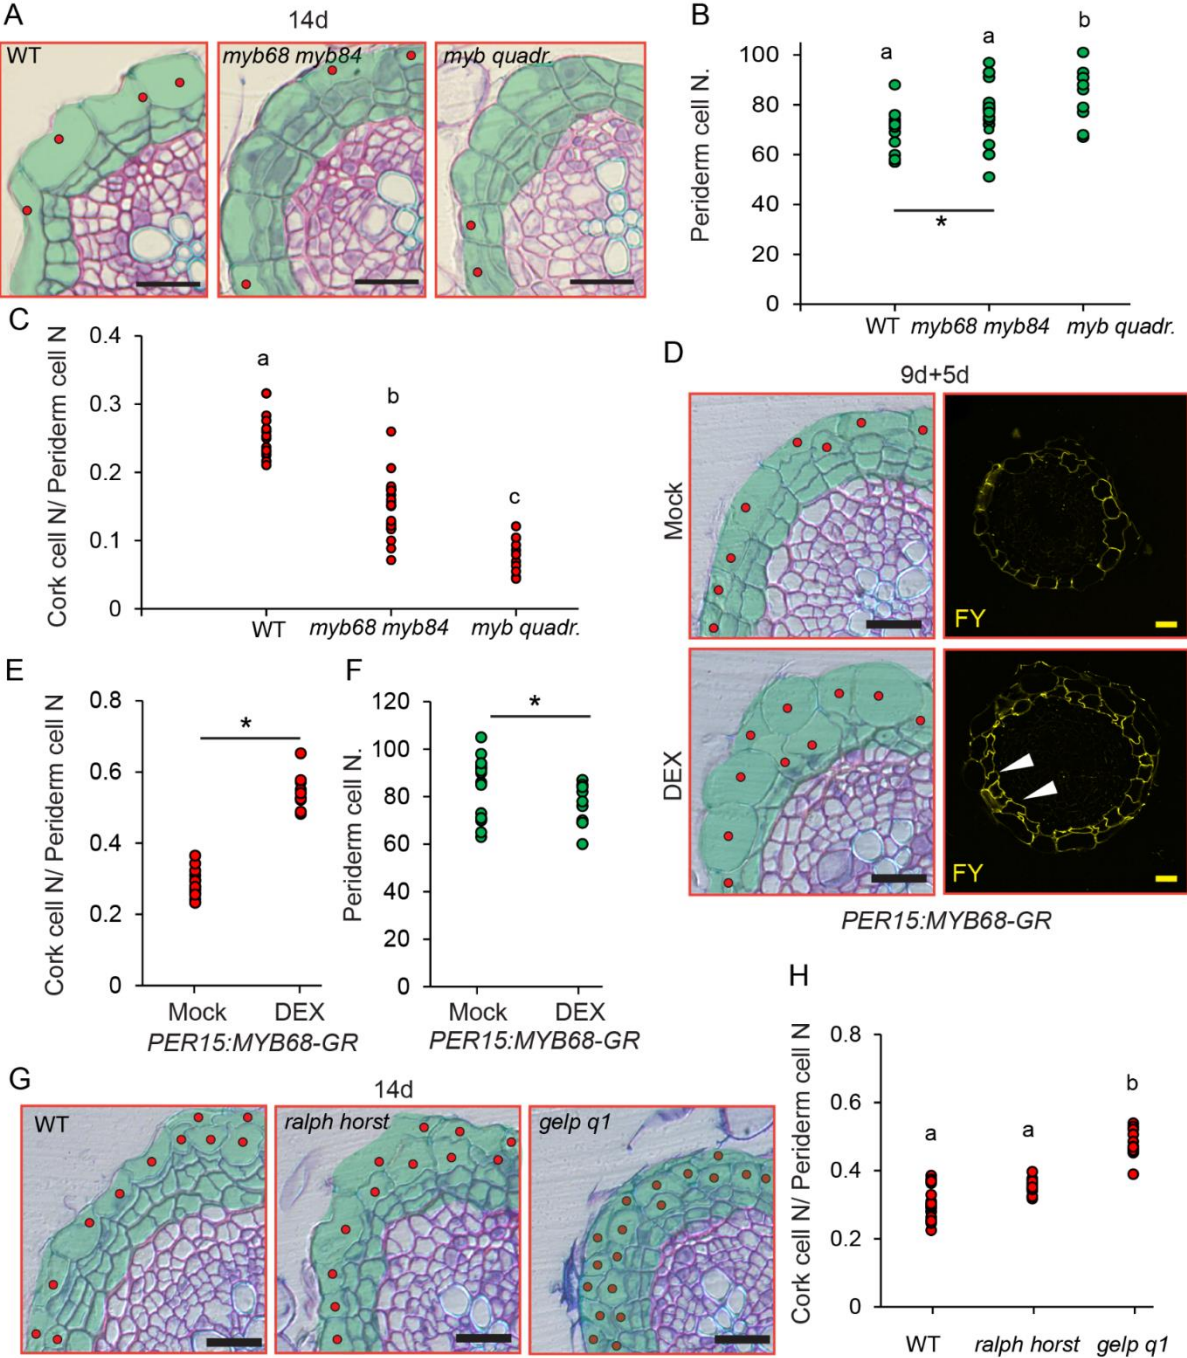 A
14d
WT
myb68 myb84
myb quadr.
B
Periderm cell N.
100
80
60
40
20
0
a
a
b
*
WT myb68 myb84 myb quadr.
C
Cork cell N/ Periderm cell N
0.4
0.3
0.2
0.1
0
a
b
c
WT myb68 myb84 myb quadr.
D
9d+5d
Mock
FY
DEX
FY
PER15:MYB68-GR
E
Cork cell N/ Periderm cell N
0.8
0.6
0.4
0.2
0
*
Mock DEX
PER15:MYB68-GR
F
Periderm cell N.
120
100
80
60
40
20
0
*
Mock DEX
PER15:MYB68-GR
G
14d
WT
ralph horst
gelp q1
H
Cork cell N/ Periderm cell N
0.8
0.6
0.4
0.2
0
a
a
b
WT ralph horst gelp q1